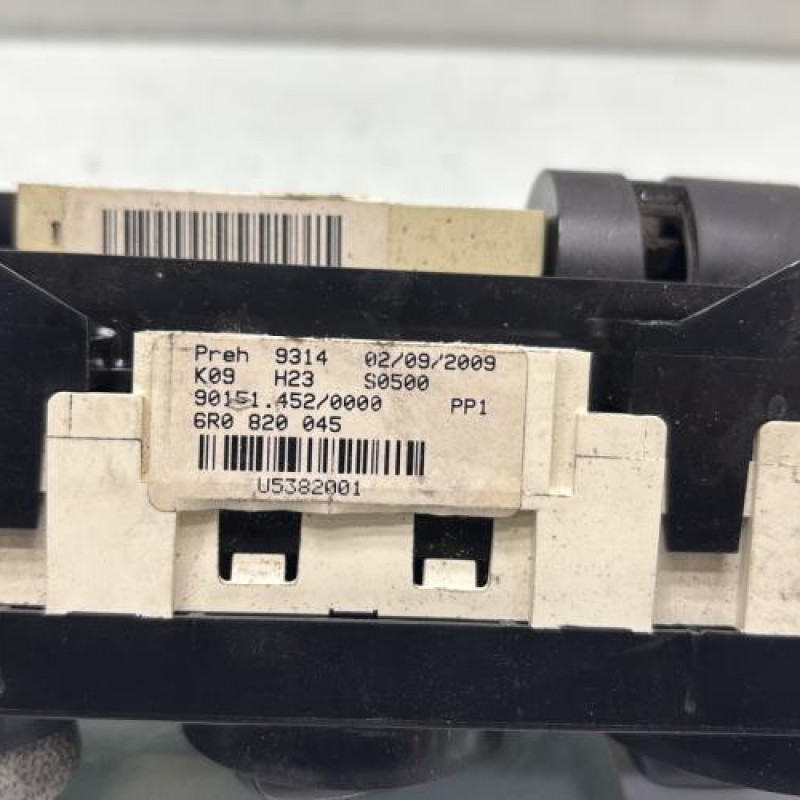 Preh 9314 02/09/2009
K09 H23 S0500
90151.452/0000 PP1
6R0 820 045
U5382001